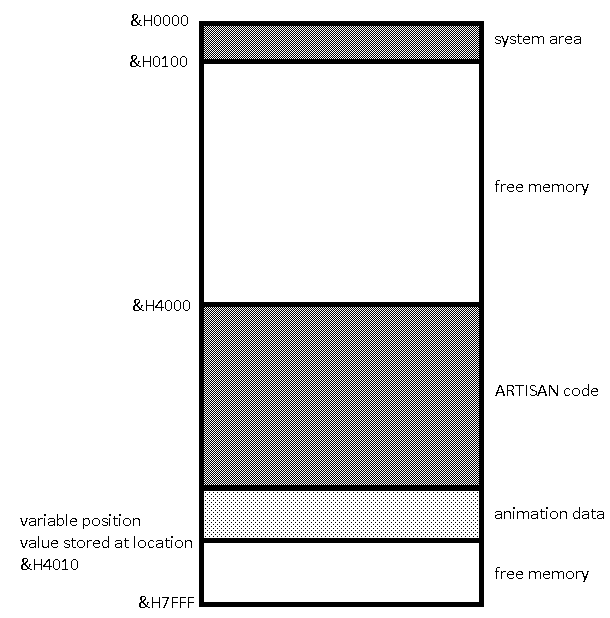 &H0000
system area
&H0100
free memory
&H4000
ARTISAN code
animation data
variable position
value stored at location
&H4010
free memory
&H7FFF